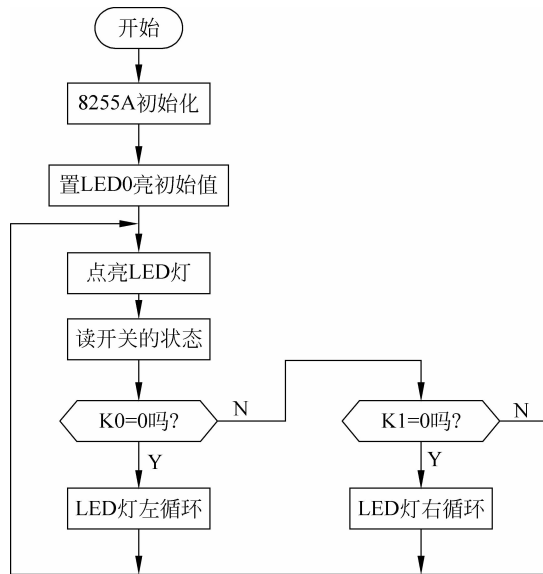 开始
8255A初始化
置LED0亮初始值
点亮LED灯
读开关的状态
K0=0吗?
N
K1=0吗?
N
Y
Y
LED灯左循环
LED灯右循环